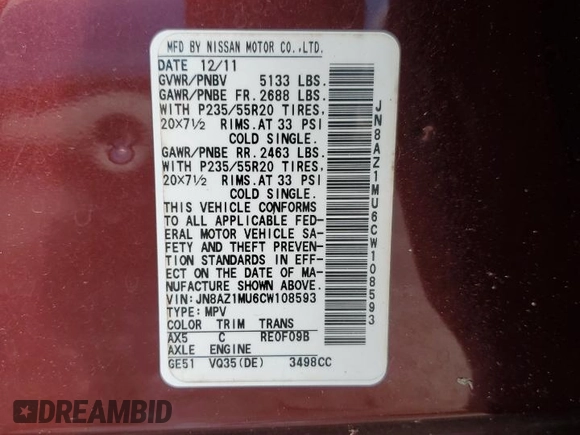 MFD BY NISSAN MOTOR CO.,LTD.
DATE 12/11
GVWR/PNBV 5133 LBS.
GAWR/PNBE FR. 2688 LBS.
WITH P235/55R20 TIRES,
20×7½ RIMS. AT 33 PSI
COLD SINGLE.
GAWR/PNBE RR. 2463 LBS.
WITH P235/55R20 TIRES,
20×7½ RIMS. AT 33 PSI
COLD SINGLE.
THIS VEHICLE CONFORMS
TO ALL APPLICABLE FED-
ERAL MOTOR VEHICLE SA-
FETY AND THEFT PREVEN-
TION STANDARDS IN EFF-
ECT ON THE DATE OF MA-
NUFACTURE SHOWN ABOVE.
VIN: JN8AZ1MU6CW108593
TYPE: MPV
COLOR TRIM TRANS
AX5 C RE0F09B
AXLE ENGINE
GE51 VQ35(DE) 3498CC
JN8AZ1MU6CW108593
DREAMBID